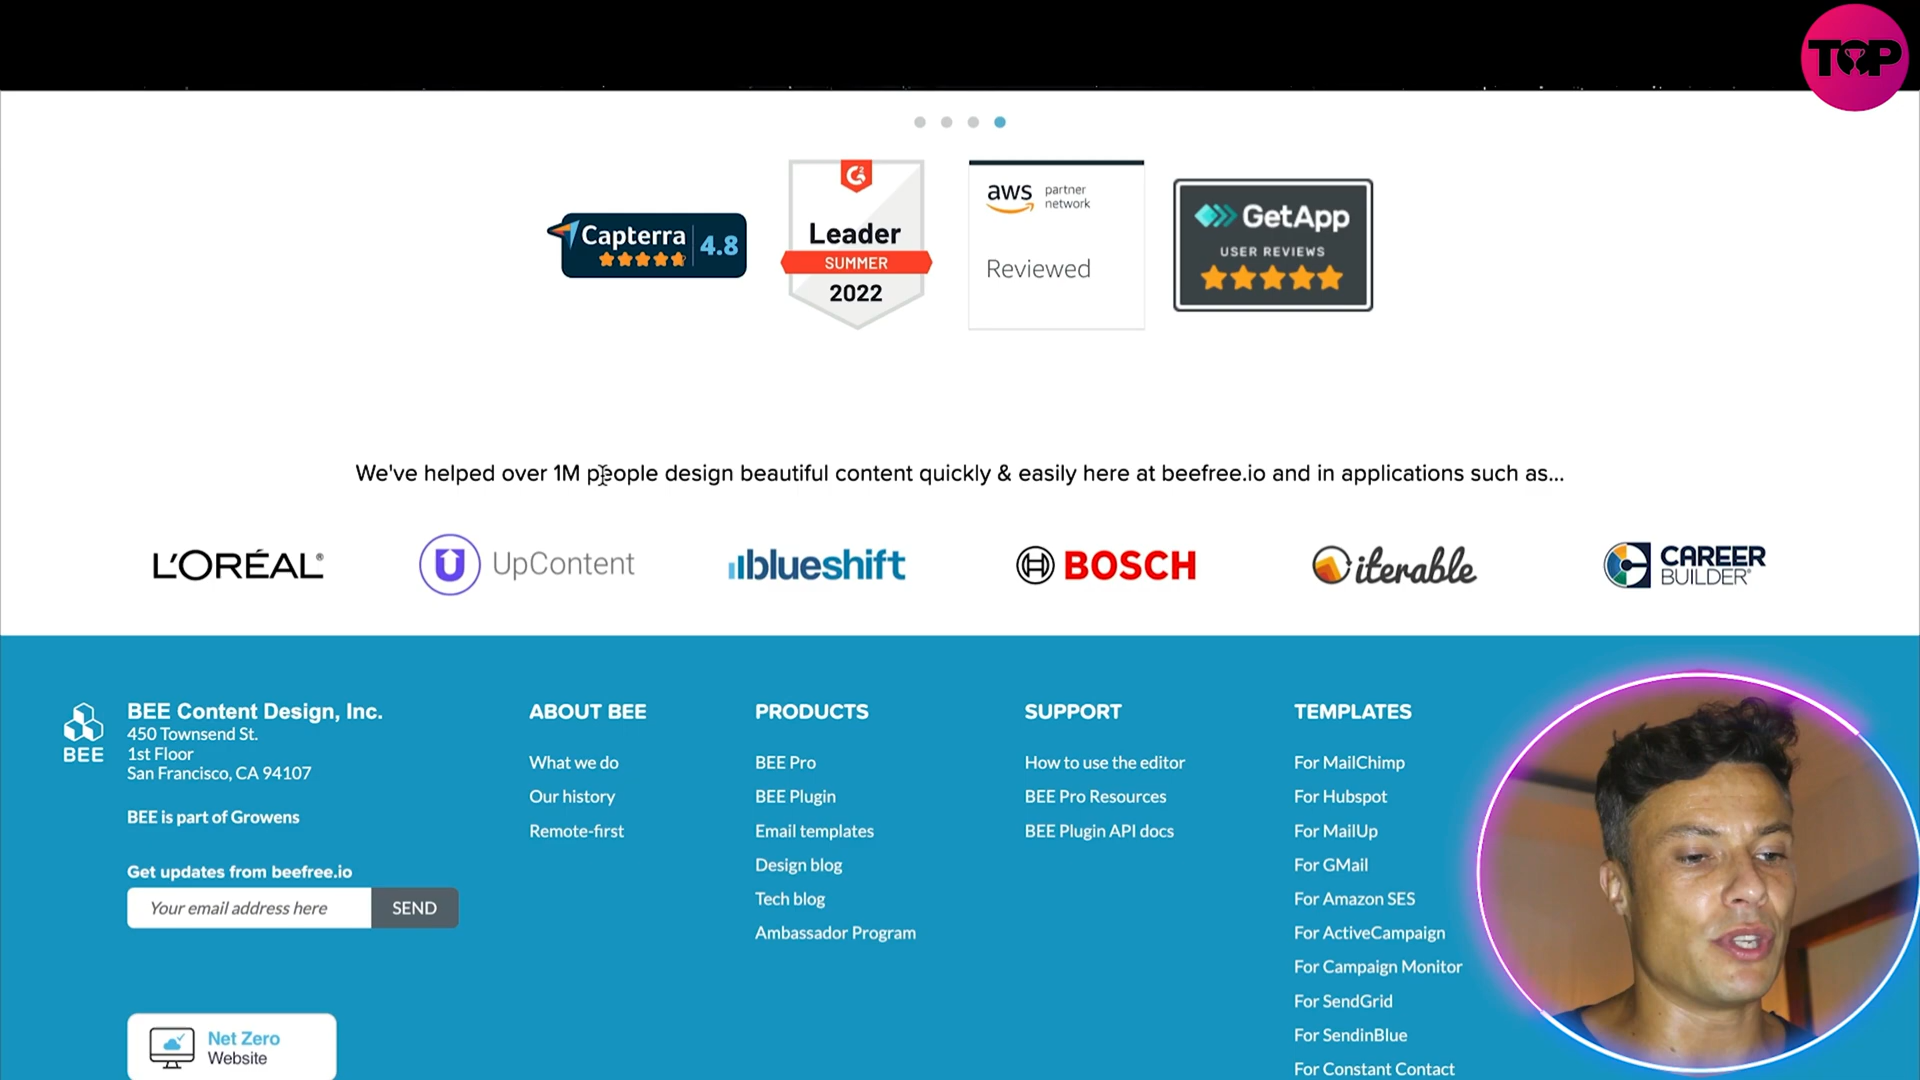 TOP
Capterra 4.8
G2
Leader
SUMMER
2022
aws partner network
Reviewed
GetApp
USER REVIEWS
We've helped over 1M people design beautiful content quickly & easily here at beefree.io and in applications such as...
L'ORÉAL®
UpContent
blueshift
BOSCH
iterable
CAREER
BUILDER®
BEE
BEE Content Design, Inc.
450 Townsend St.
1st Floor
San Francisco, CA 94107
BEE is part of Growens
Get updates from beefree.io
Your email address here
SEND
Net Zero
Website
ABOUT BEE
What we do
Our history
Remote-first
PRODUCTS
BEE Pro
BEE Plugin
Email templates
Design blog
Tech blog
Ambassador Program
SUPPORT
How to use the editor
BEE Pro Resources
BEE Plugin API docs
TEMPLATES
For MailChimp
For Hubspot
For MailUp
For GMail
For Amazon SES
For ActiveCampaign
For Campaign Monitor
For SendGrid
For SendinBlue
For Constant Contact